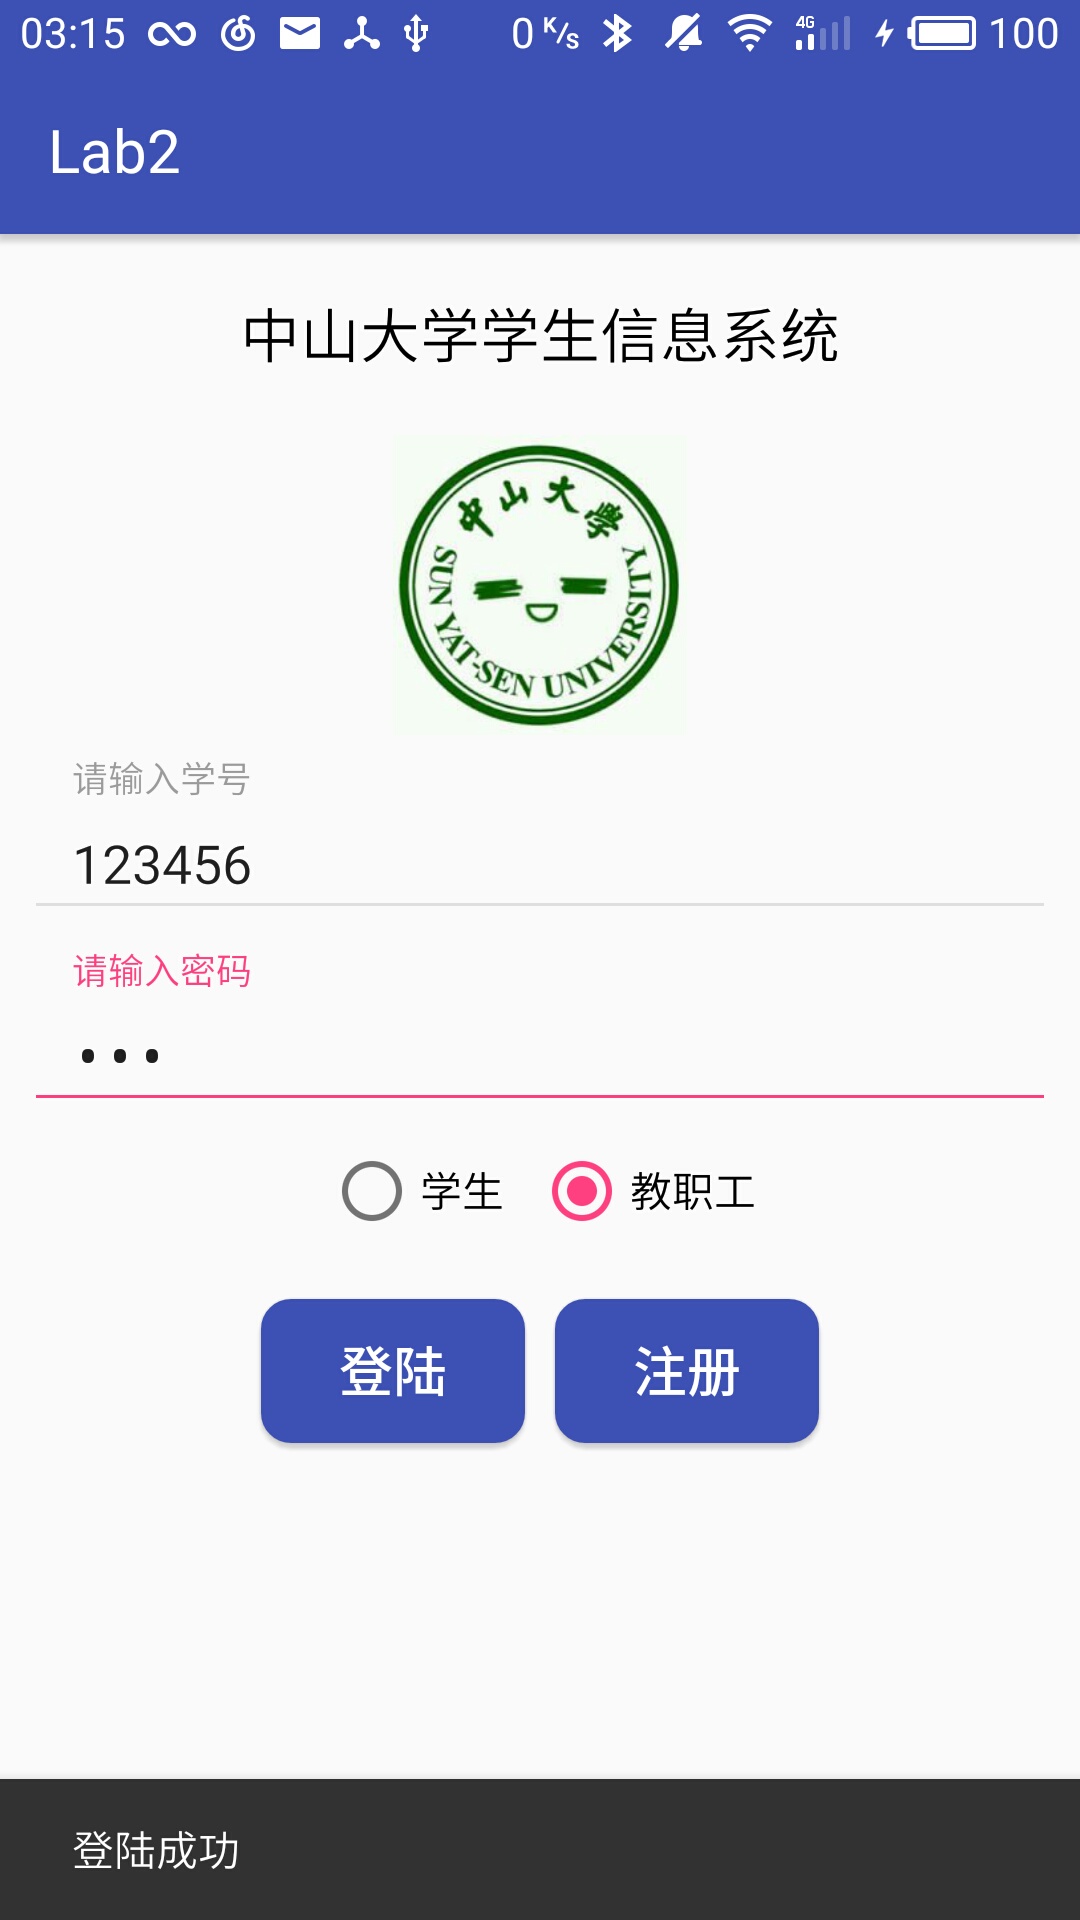 03:15 0 K/s 4G 100
Lab2
中山大学学生信息系统
中山大學
SUN YAT-SEN UNIVERSITY
请输入学号
123456
请输入密码
•••
学生 教职工
登陆 注册
登陆成功